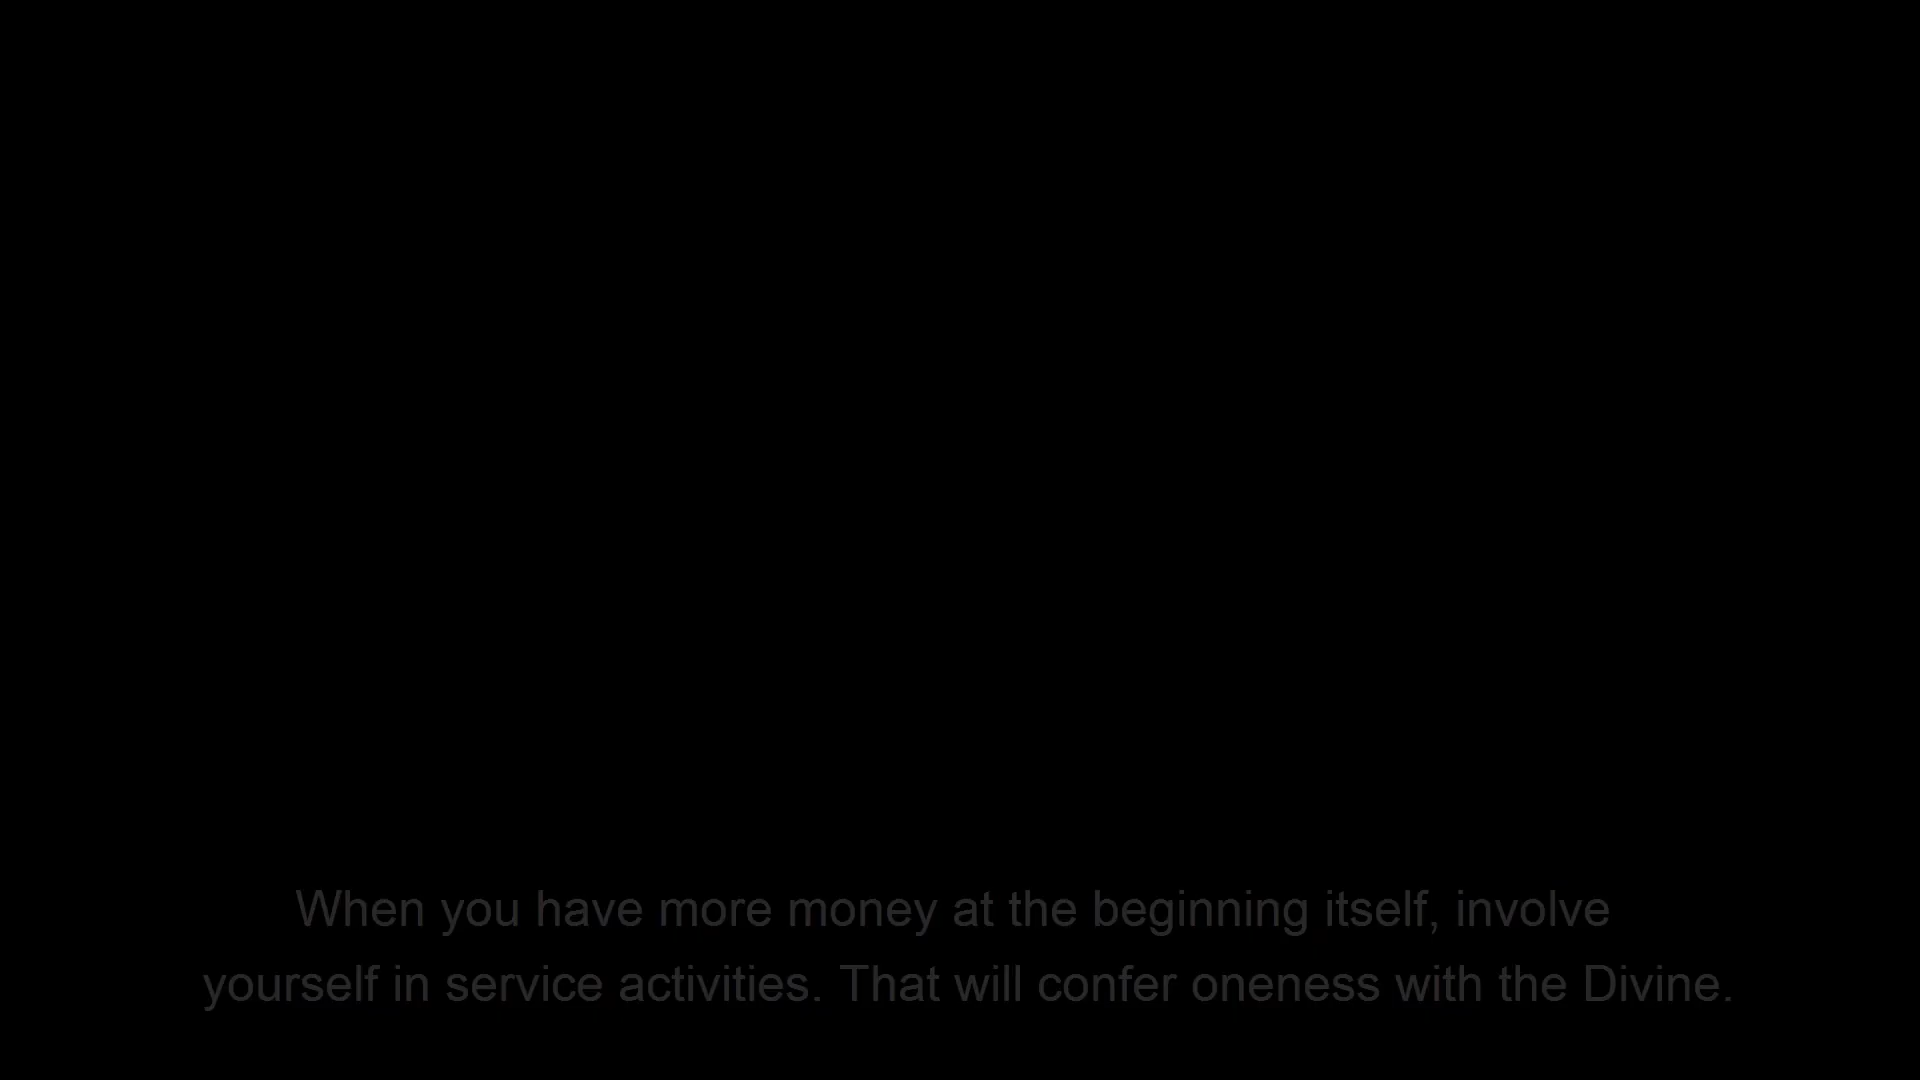 When you have more money at the beginning itself, involve
yourself in service activities. That will confer oneness with the Divine.